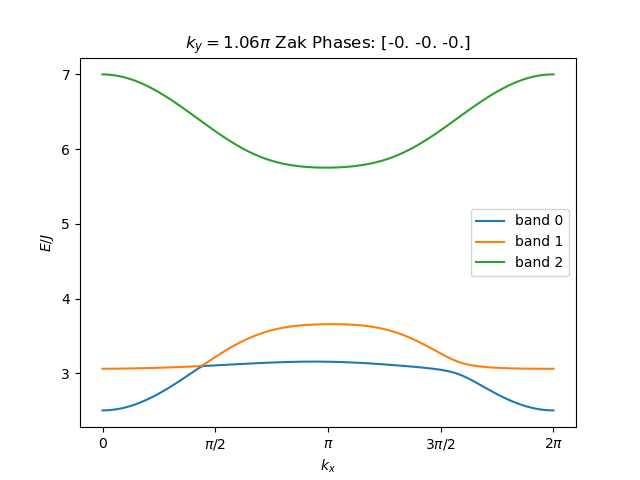 $k_y = 1.06\pi$ Zak Phases: [-0. -0. -0.]
7
6
5
4
3
E/J
band 0
band 1
band 2
0
π/2
π
3π/2
2π
$k_x$